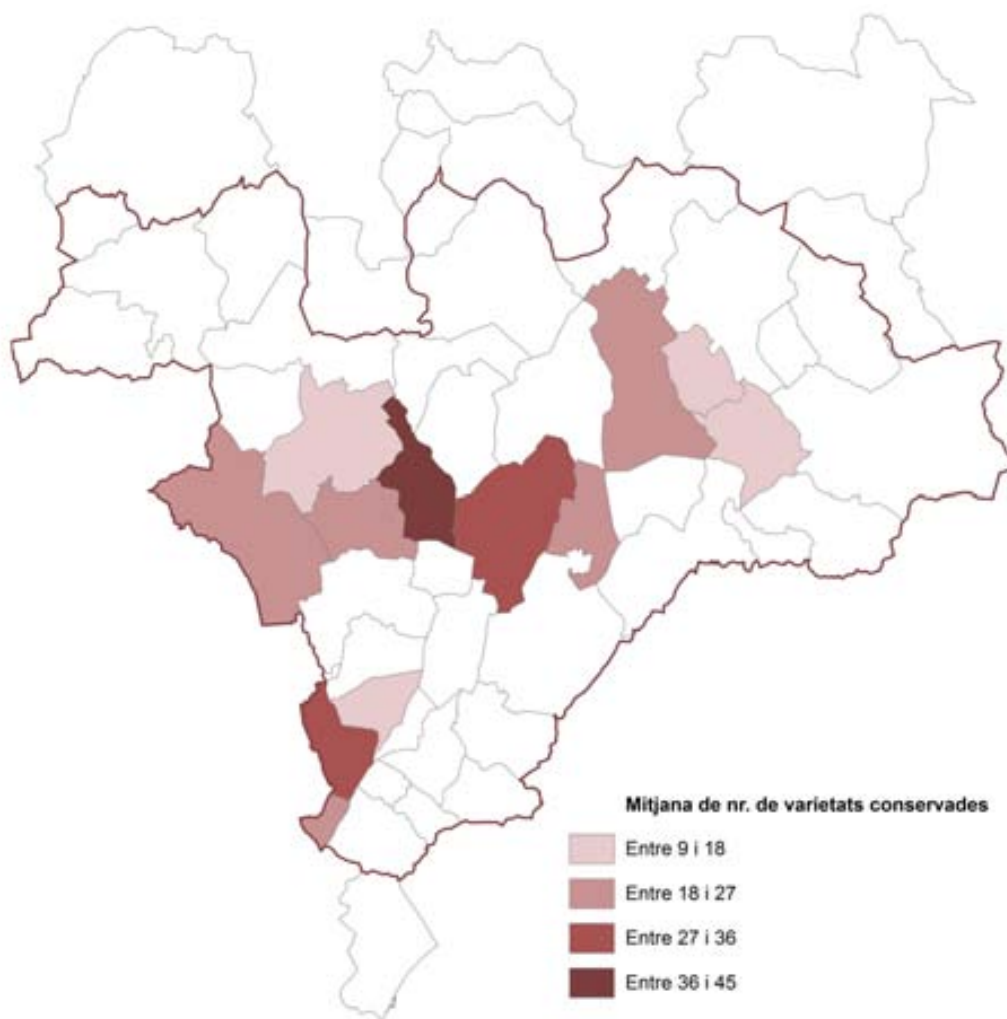 Mitjana de nr. de varietats conservades
Entre 9 i 18
Entre 18 i 27
Entre 27 i 36
Entre 36 i 45